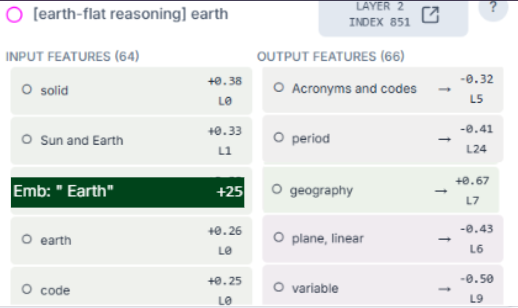 [earth-flat reasoning] earth
LAYER 2
INDEX 851
?
INPUT FEATURES (64)
OUTPUT FEATURES (66)
solid +0.38
L0
Acronyms and codes → -0.32
L5
Sun and Earth +0.33
L1
period → -0.41
L24
Emb: " Earth" +25
geography → +0.67
L7
earth +0.26
L0
plane, linear → -0.43
L6
code +0.25
L0
variable → -0.50
L9